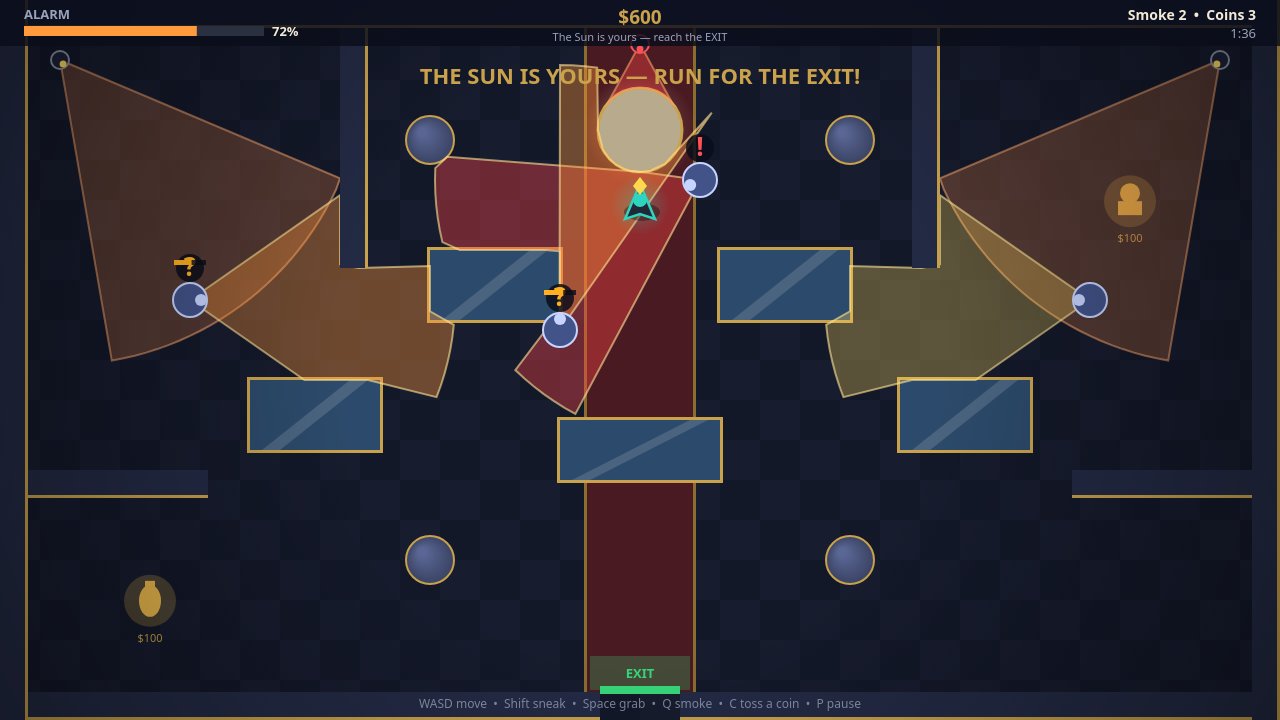 ALARM
72%
$600
The Sun is yours — reach the EXIT
Smoke 2 • Coins 3
1:36
THE SUN IS YOURS — RUN FOR THE EXIT!
!
$100
?
?
$100
EXIT
WASD move • Shift sneak • Space grab • Q smoke • C toss a coin • P pause